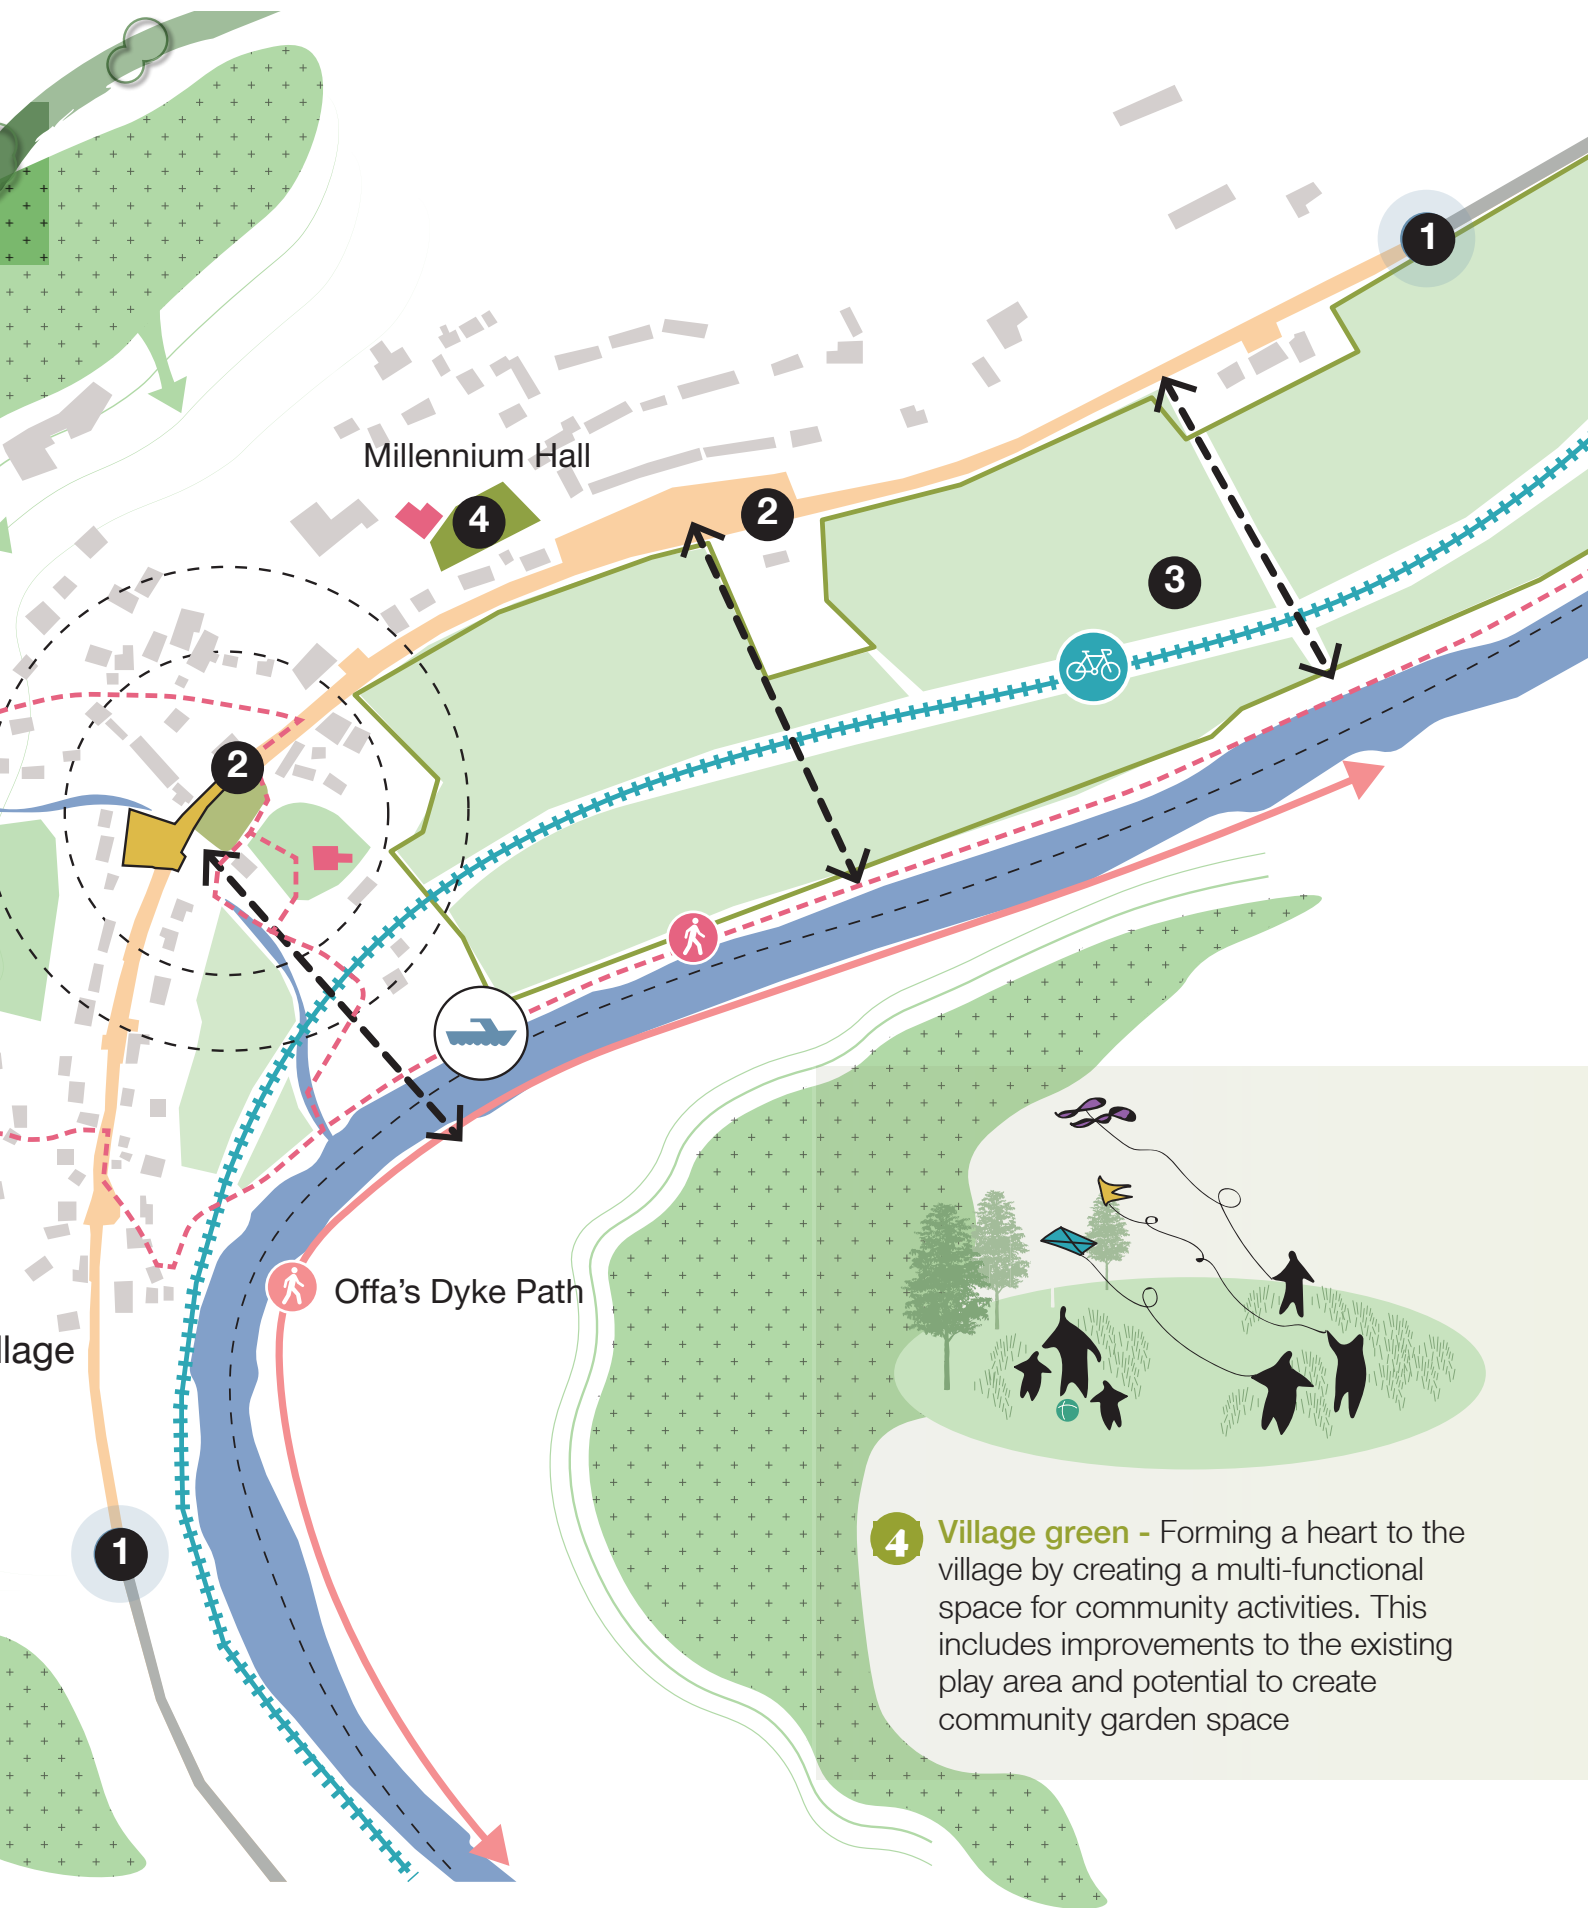 1
Millennium Hall
4
2
3
2
Offa's Dyke Path
llage
1
4 Village green - Forming a heart to the
village by creating a multi-functional
space for community activities. This
includes improvements to the existing
play area and potential to create
community garden space